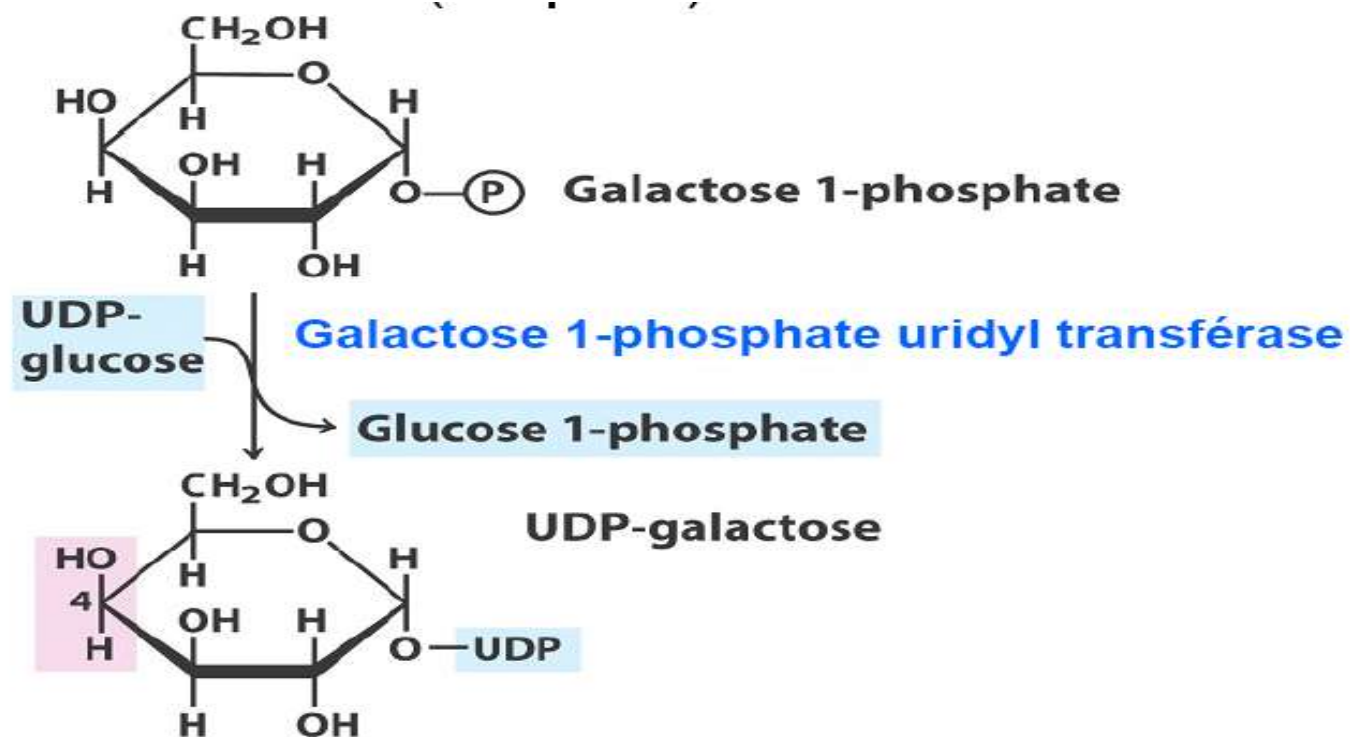 CH₂OH
O
HO
H
H
OH
H
H
O
P
Galactose 1-phosphate
H
OH
UDP-
glucose
Galactose 1-phosphate uridyl transférase
Glucose 1-phosphate
CH₂OH
O
UDP-galactose
HO
H
H
4
OH
H
H
O
UDP
H
OH